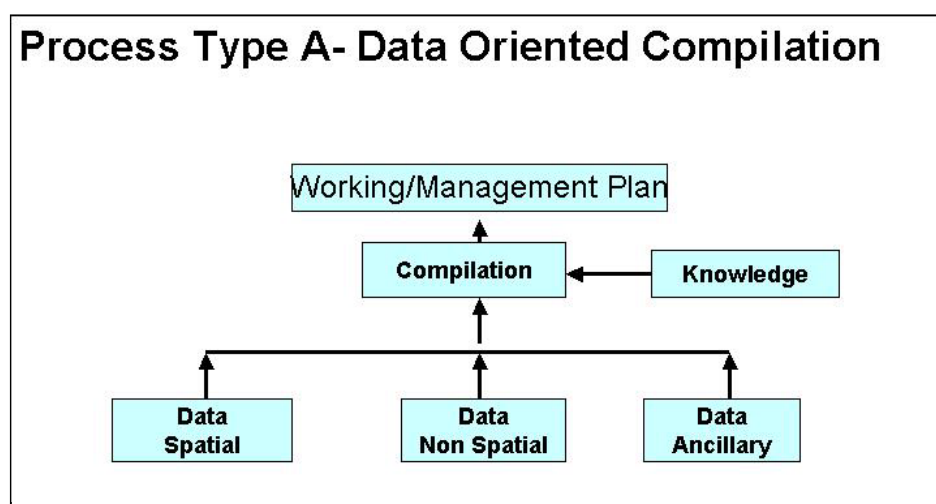 Process Type A- Data Oriented Compilation
Working/Management Plan
Compilation
Knowledge
Data
Spatial
Data
Non Spatial
Data
Ancillary